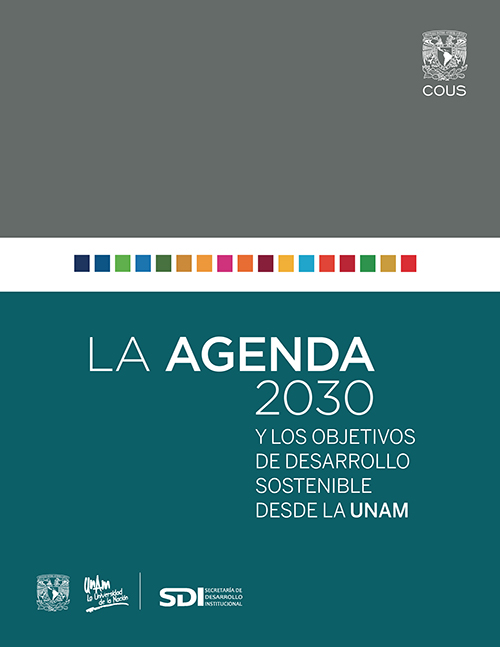 COUS
LA AGENDA
2030
Y LOS OBJETIVOS
DE DESARROLLO
SOSTENIBLE
DESDE LA UNAM
UNAM
La Universidad
de la Nación
SDI
SECRETARÍA DE
DESARROLLO
INSTITUCIONAL